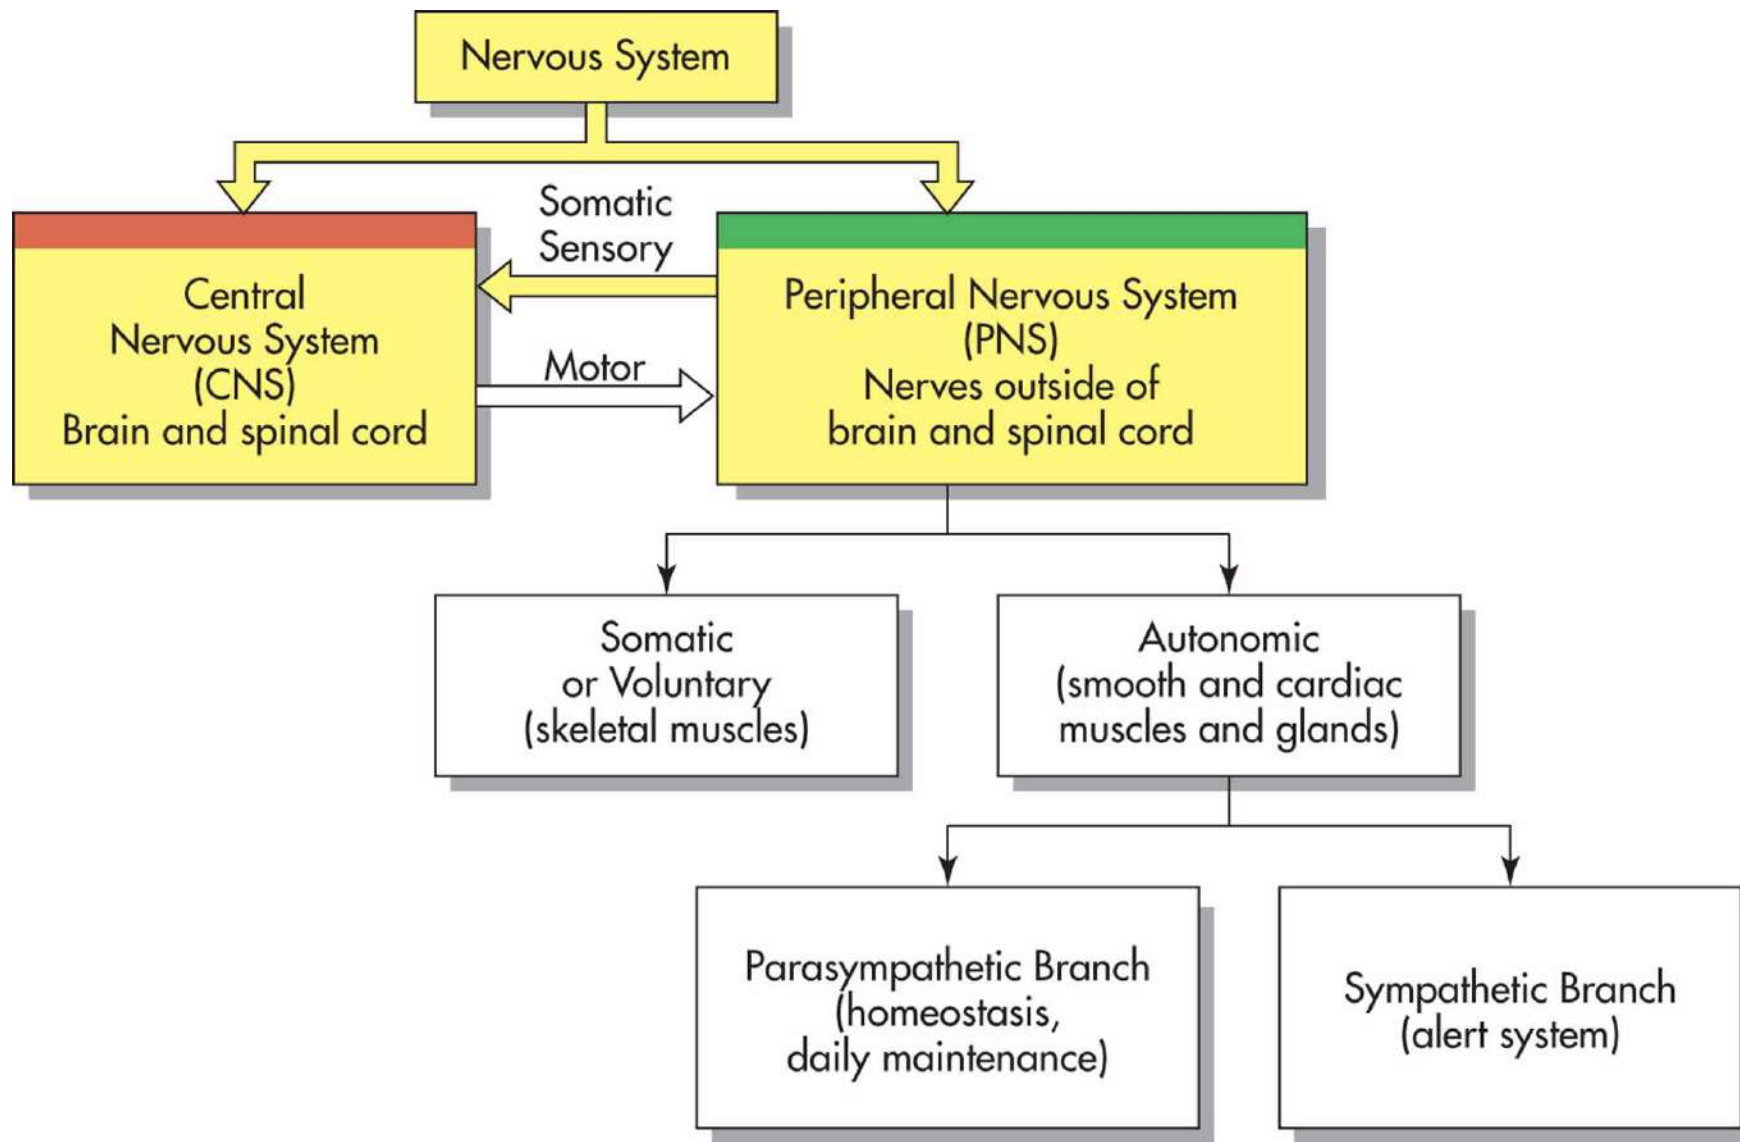 Nervous System
Somatic
Sensory
Central
Nervous System
(CNS)
Brain and spinal cord
Motor
Peripheral Nervous System
(PNS)
Nerves outside of
brain and spinal cord
Somatic
or Voluntary
(skeletal muscles)
Autonomic
(smooth and cardiac
muscles and glands)
Parasympathetic Branch
(homeostasis,
daily maintenance)
Sympathetic Branch
(alert system)